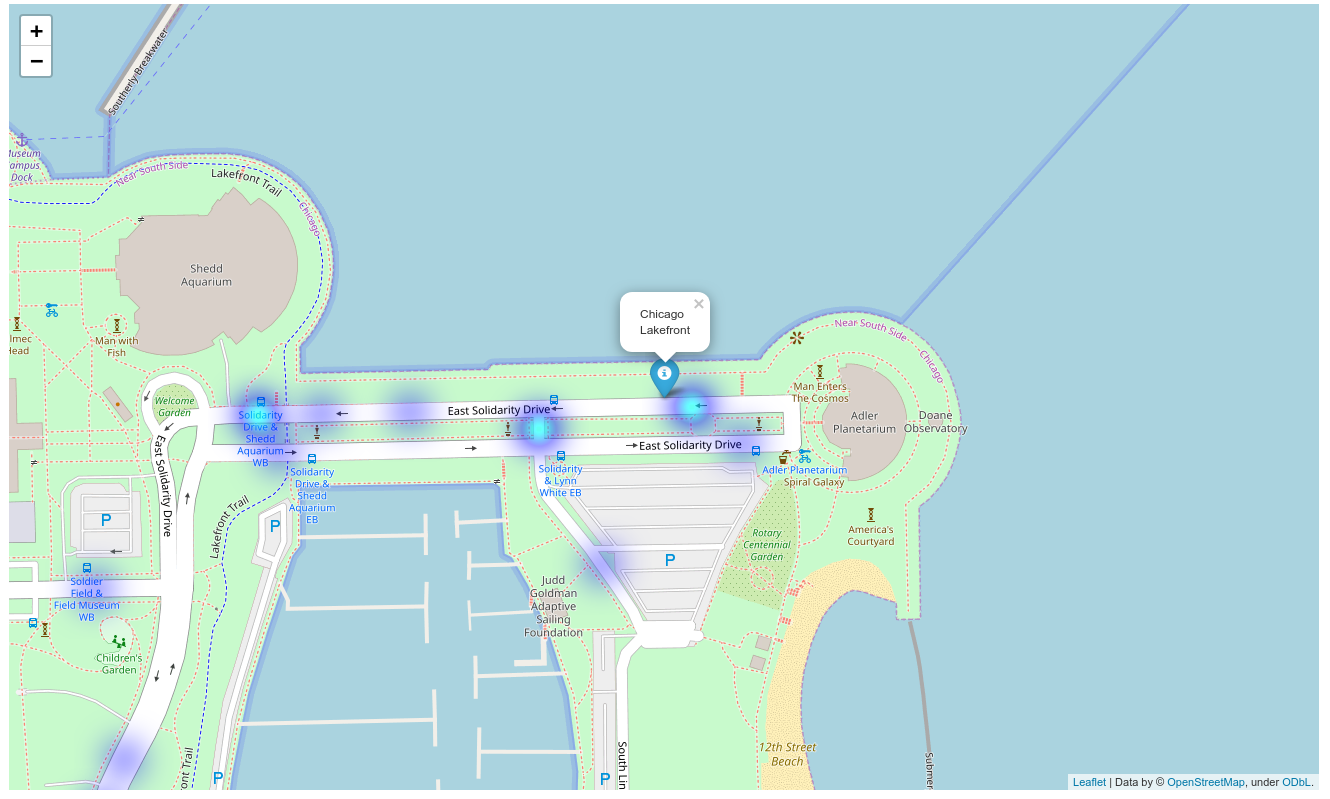 +
−
Southerly Breakwater
Museum
Campus
Dock
Near South Side
Lakefront Trail
Chicago
Shedd
Aquarium
Man with
Fish
Welcome
Garden
Chicago
Lakefront
×
Near South Side
Chicago
Man Enters
The Cosmos
Adler
Planetarium
Doane
Observatory
East Solidarity Drive
East Solidarity Drive
East Solidarity Drive
Solidarity
Drive &
Shedd
Aquarium
WB
Solidarity
Drive &
Shedd
Aquarium
EB
Solidarity
& Lynn
White EB
Adler Planetarium
Spiral Galaxy
America's
Courtyard
Rotary
Centennial
Garden
P
P
P
Lakefront Trail
Soldier
Field &
Field Museum
WB
Children's
Garden
Judd
Goldman
Adaptive
Sailing
Foundation
12th Street
Beach
South Lin
ont Trail
P
P
Submer
Leaflet | Data by © OpenStreetMap, under ODbL.